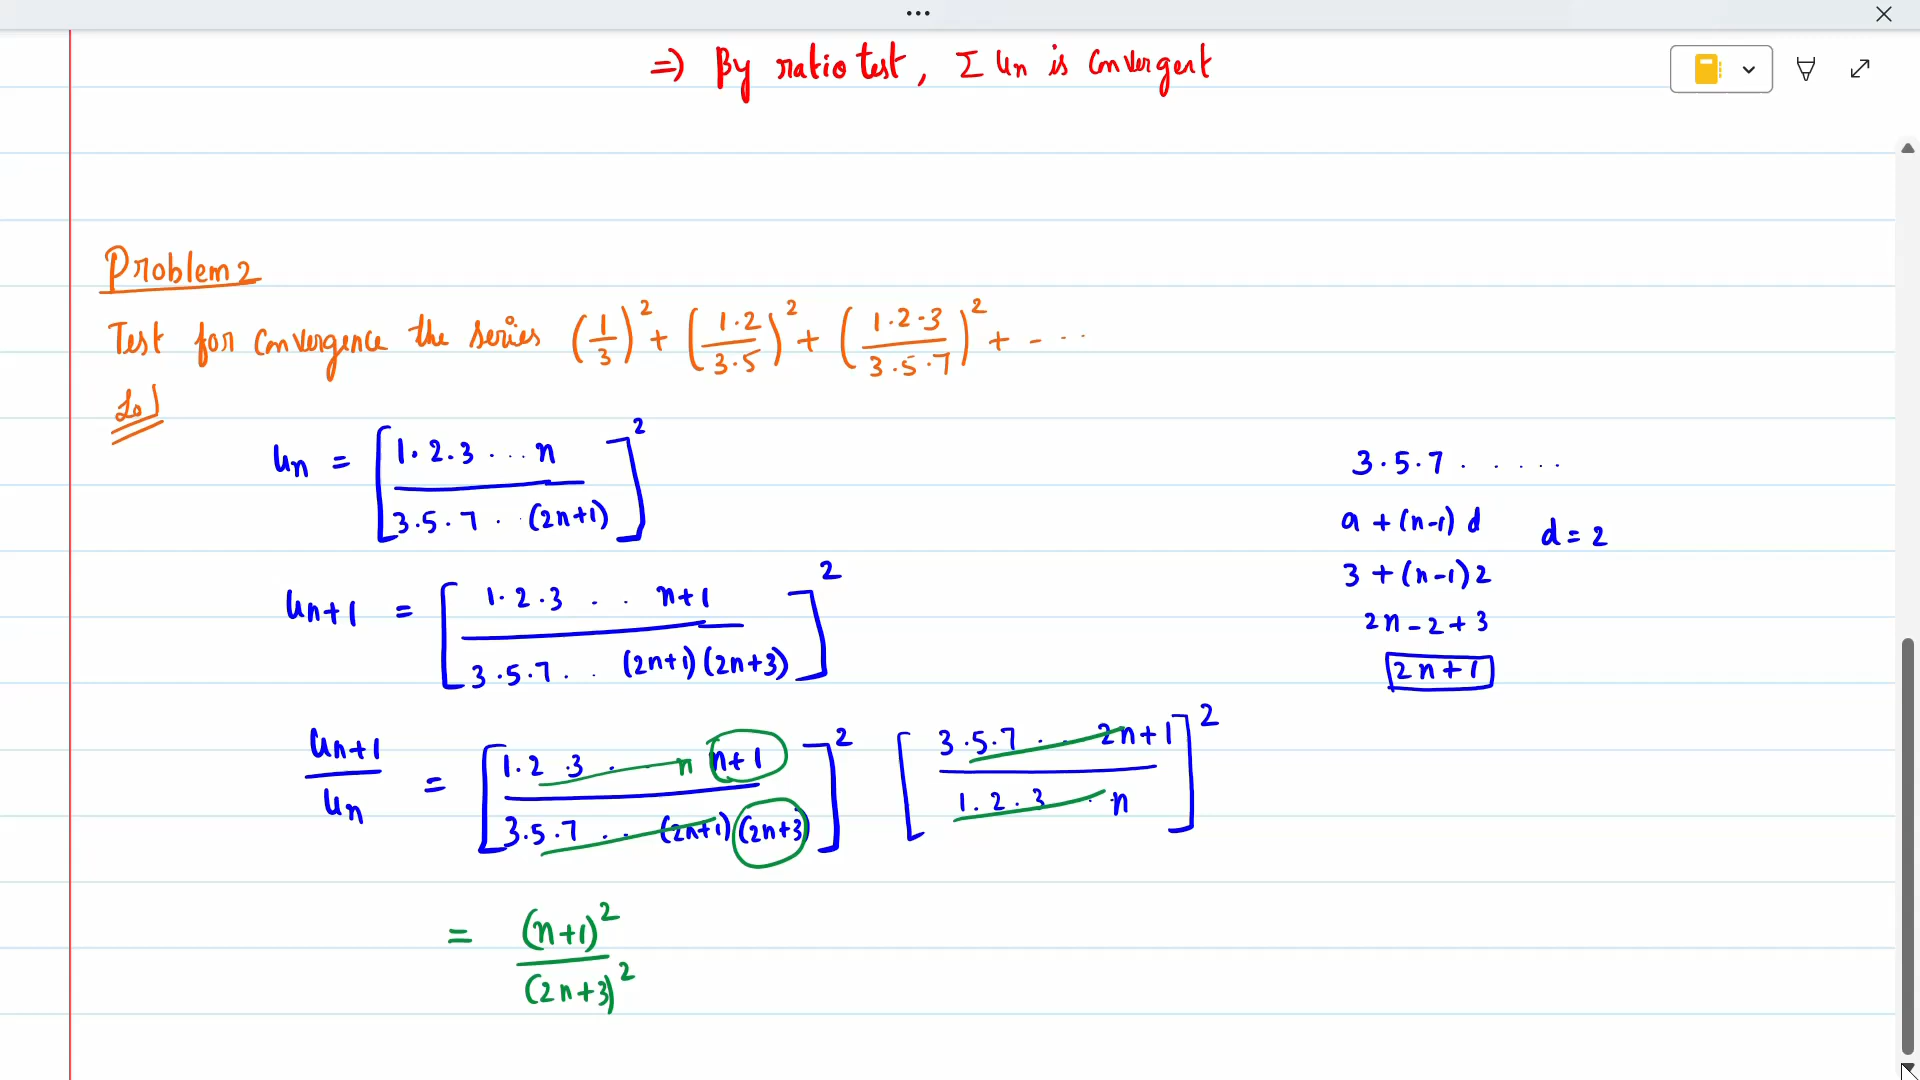 =) By ratio test, Σ un is Convergent
Problem 2
Test for Convergence the series (1/3)² + (1·2/3·5)² + (1·2·3/3·5·7)² + - ···
Sol
un = [1·2·3 ... n / 3·5·7 .. (2n+1)]²
3·5·7 ......
a + (n-1) d   d = 2
3 + (n-1) 2
2n - 2 + 3
2n+1
un+1 = [1·2·3 ... n+1 / 3·5·7 ... (2n+1)(2n+3)]²
un+1/un = [1·2·3 ... n n+1 / 3·5·7 ... (2n+1)(2n+3)]² [3·5·7 ... 2n+1 / 1·2·3 ... n]²
= (n+1)² / (2n+3)²